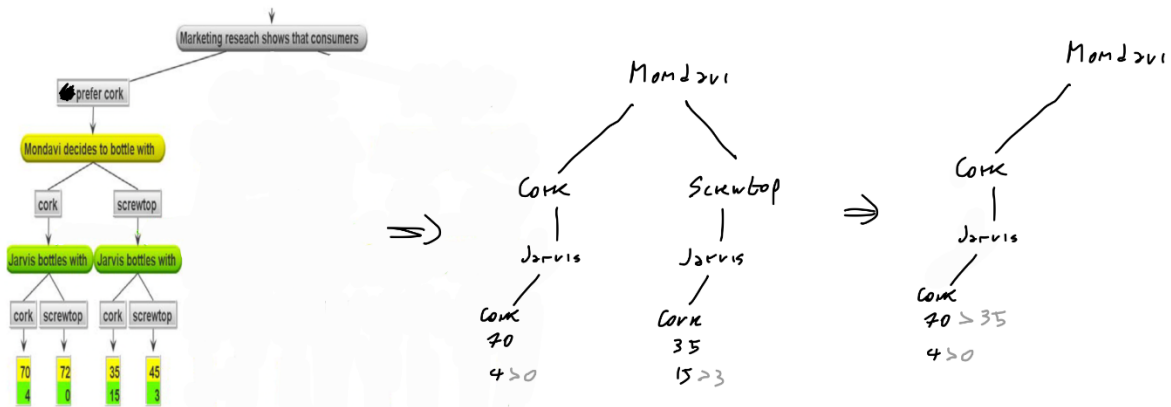 Marketing reseach shows that consumers
prefer cork
Mondavi decides to bottle with
cork screwtop
Jarvis bottles with Jarvis bottles with
cork screwtop cork screwtop
70 72 35 45
4 0 15 3
⇒
Mondavi
Cork Screwtop
Jarvis Jarvis
Cork Cork
70 35
4>0 15>3
⇒
Mondavi
Cork
Jarvis
Cork
70 > 35
4>0